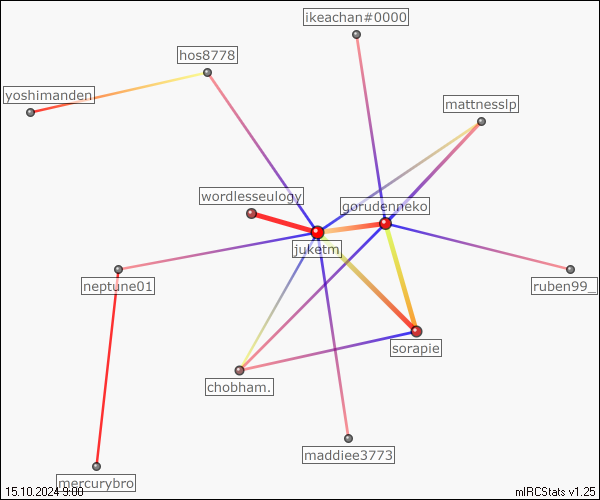 ikeachan#0000
hos8778
yoshimanden
mattnesslp
wordlesseulogy
gorudenneko
juketm
neptune01
ruben99_
sorapie
chobham.
maddiee3773
mercurybro
15.10.2024 9:00
mIRCStats v1.25